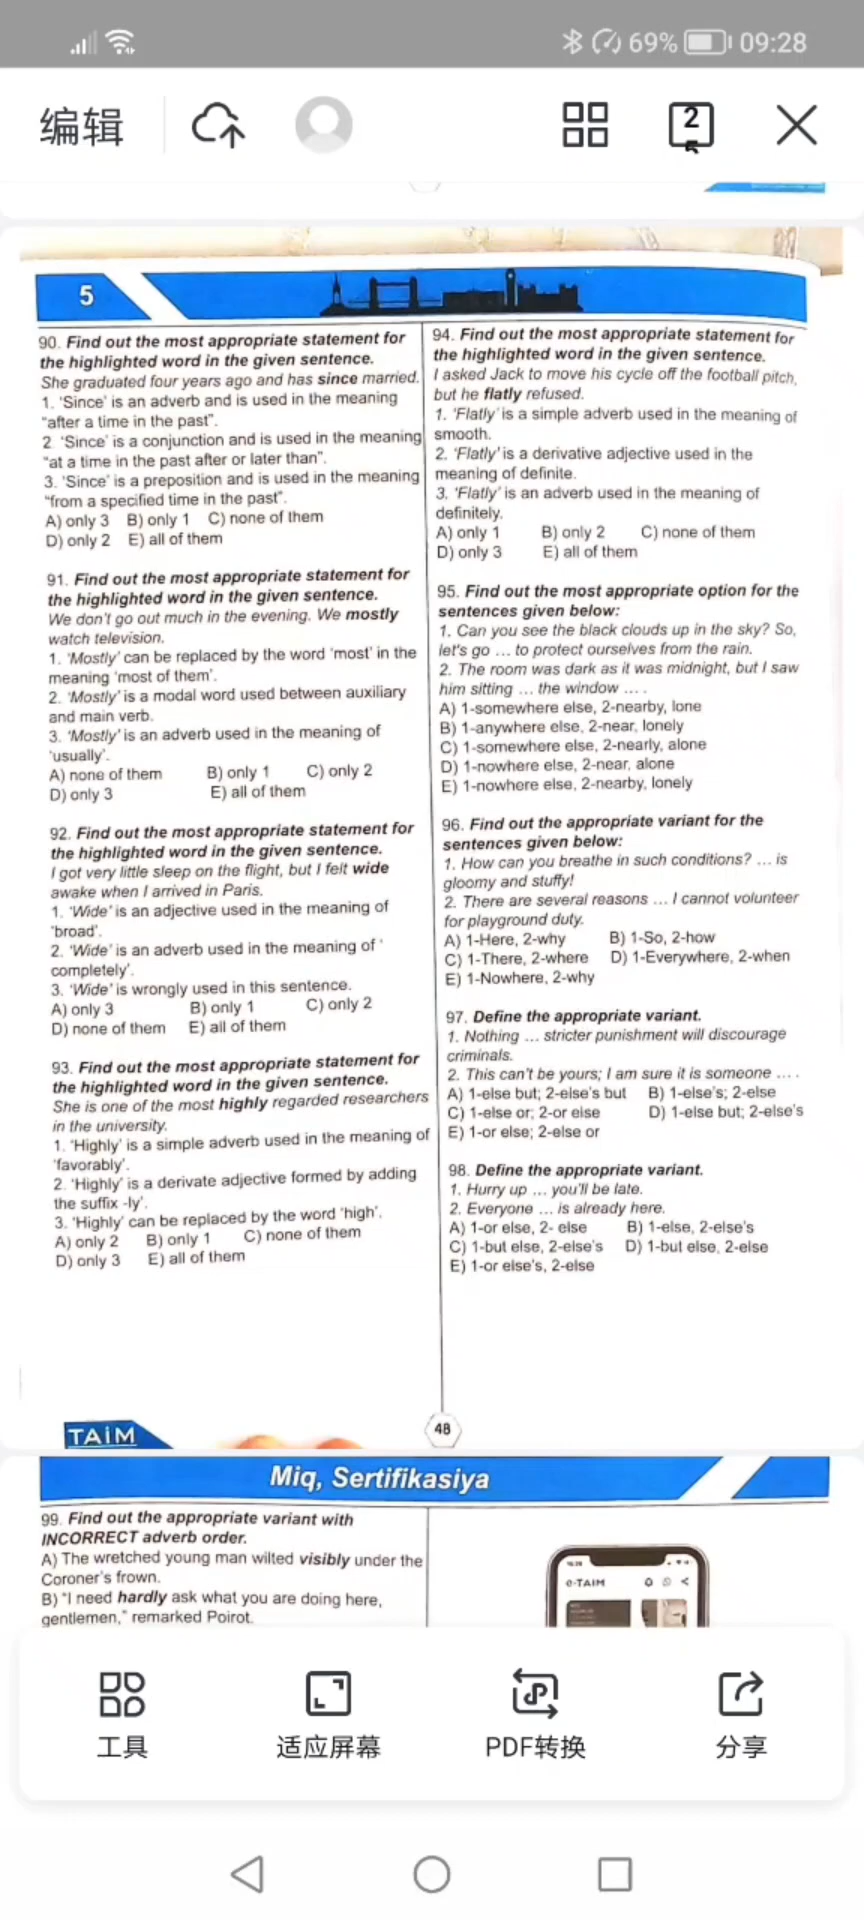 69% 09:28
编辑
2
5
5
90. Find out the most appropriate statement for
the highlighted word in the given sentence.
She graduated four years ago and has since married.
1. 'Since' is an adverb and is used in the meaning
"after a time in the past".
2 'Since' is a conjunction and is used in the meaning
"at a time in the past after or later than".
3. 'Since' is a preposition and is used in the meaning
"from a specified time in the past".
A) only 3 B) only 1 C) none of them
D) only 2 E) all of them
91. Find out the most appropriate statement for
the highlighted word in the given sentence.
We don't go out much in the evening. We mostly
watch television.
1. 'Mostly' can be replaced by the word 'most' in the
meaning 'most of them'.
2. 'Mostly' is a modal word used between auxiliary
and main verb.
3. 'Mostly' is an adverb used in the meaning of
'usually'.
A) none of them B) only 1 C) only 2
D) only 3 E) all of them
92. Find out the most appropriate statement for
the highlighted word in the given sentence.
I got very little sleep on the flight, but I felt wide
awake when I arrived in Paris.
1. 'Wide' is an adjective used in the meaning of
'broad'.
2. 'Wide' is an adverb used in the meaning of '
completely'.
3. 'Wide' is wrongly used in this sentence.
A) only 3 B) only 1 C) only 2
D) none of them E) all of them
93. Find out the most appropriate statement for
the highlighted word in the given sentence.
She is one of the most highly regarded researchers
in the university.
1. 'Highly' is a simple adverb used in the meaning of
'favorably'.
2. 'Highly' is a derivate adjective formed by adding
the suffix -ly'.
3. 'Highly' can be replaced by the word 'high'.
A) only 2 B) only 1 C) none of them
D) only 3 E) all of them
94. Find out the most appropriate statement for
the highlighted word in the given sentence.
I asked Jack to move his cycle off the football pitch,
but he flatly refused.
1. 'Flatly' is a simple adverb used in the meaning of
smooth.
2. 'Flatly' is a derivative adjective used in the
meaning of definite.
3. 'Flatly' is an adverb used in the meaning of
definitely.
A) only 1 B) only 2 C) none of them
D) only 3 E) all of them
95. Find out the most appropriate option for the
sentences given below:
1. Can you see the black clouds up in the sky? So,
let's go ... to protect ourselves from the rain.
2. The room was dark as it was midnight, but I saw
him sitting ... the window ... .
A) 1-somewhere else, 2-nearby, lone
B) 1-anywhere else, 2-near, lonely
C) 1-somewhere else, 2-nearly, alone
D) 1-nowhere else, 2-near, alone
E) 1-nowhere else, 2-nearby, lonely
96. Find out the appropriate variant for the
sentences given below:
1. How can you breathe in such conditions? ... is
gloomy and stuffy!
2. There are several reasons ... I cannot volunteer
for playground duty.
A) 1-Here, 2-why B) 1-So, 2-how
C) 1-There, 2-where D) 1-Everywhere, 2-when
E) 1-Nowhere, 2-why
97. Define the appropriate variant.
1. Nothing ... stricter punishment will discourage
criminals.
2. This can't be yours; I am sure it is someone ... .
A) 1-else but; 2-else's but B) 1-else's; 2-else
C) 1-else or; 2-or else D) 1-else but; 2-else's
E) 1-or else; 2-else or
98. Define the appropriate variant.
1. Hurry up ... you'll be late.
2. Everyone ... is already here.
A) 1-or else, 2- else B) 1-else, 2-else's
C) 1-but else, 2-else's D) 1-but else, 2-else
E) 1-or else's, 2-else
TAİM
48
Miq, Sertifikasiya
99. Find out the appropriate variant with
INCORRECT adverb order.
A) The wretched young man wilted visibly under the
Coroner's frown.
B) "I need hardly ask what you are doing here,
gentlemen," remarked Poirot.
e-TAIM
工具
适应屏幕
PDF转换
分享